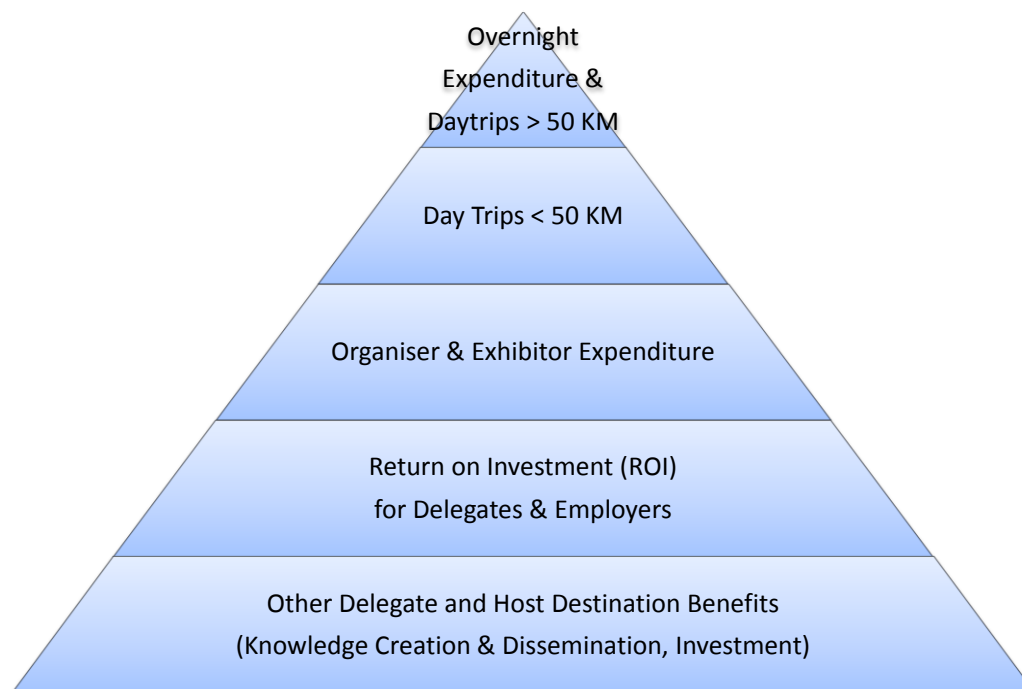 Overnight
Expenditure &
Daytrips > 50 KM
Day Trips < 50 KM
Organiser & Exhibitor Expenditure
Return on Investment (ROI)
for Delegates & Employers
Other Delegate and Host Destination Benefits
(Knowledge Creation & Dissemination, Investment)